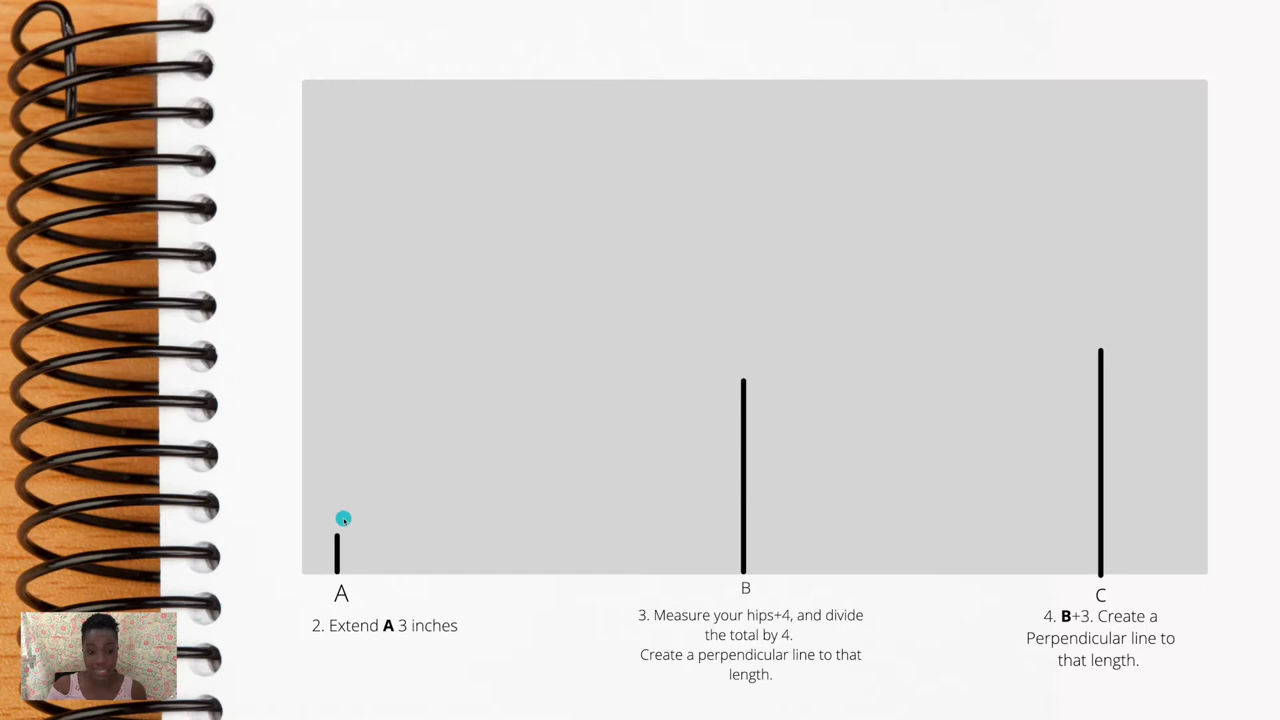 A
2. Extend A 3 inches
B
3. Measure your hips+4, and divide
the total by 4.
Create a perpendicular line to that
length.
C
4. B+3. Create a
Perpendicular line to
that length.